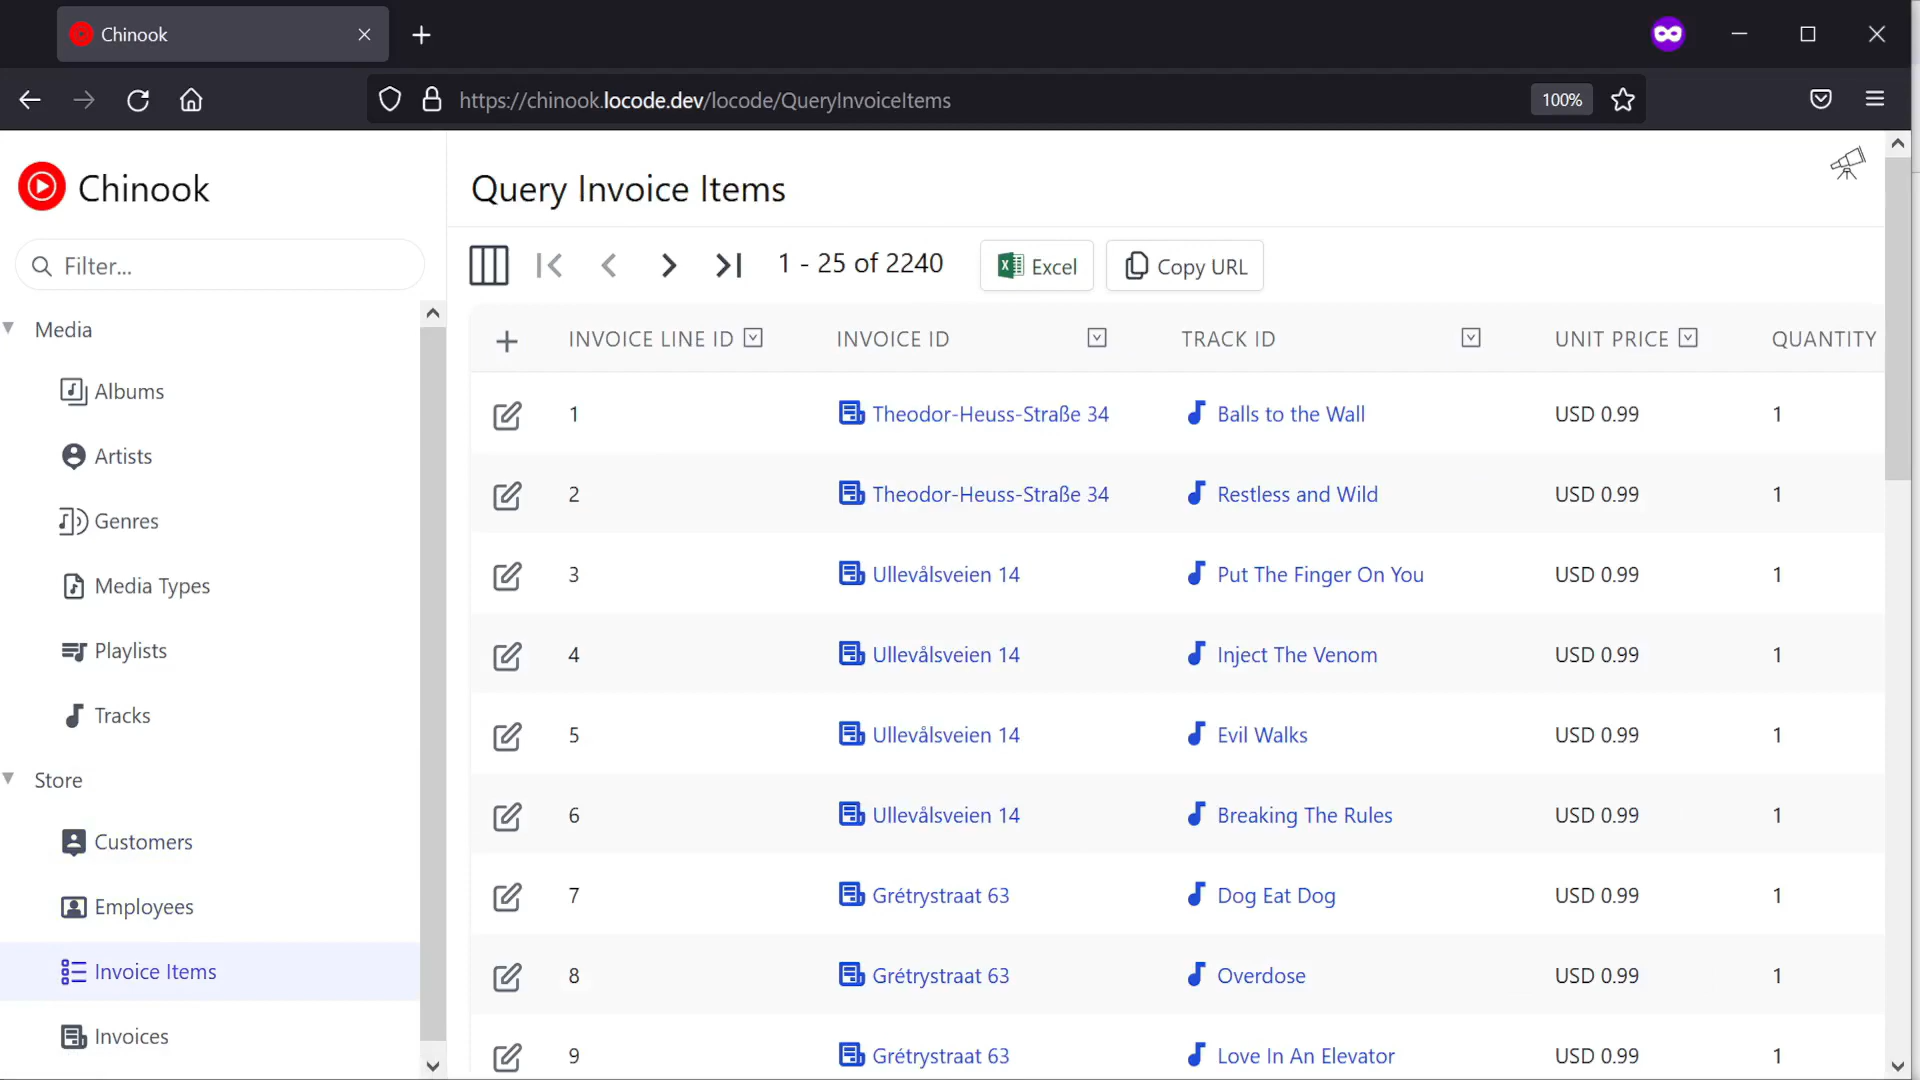 Chinook
https://chinook.locode.dev/locode/QueryInvoiceItems
100%
Chinook
Filter...
Media
Albums
Artists
Genres
Media Types
Playlists
Tracks
Store
Customers
Employees
Invoice Items
Invoices
Query Invoice Items
1 - 25 of 2240
Excel
Copy URL
INVOICE LINE ID INVOICE ID TRACK ID UNIT PRICE QUANTITY
1 Theodor-Heuss-Straße 34 Balls to the Wall USD 0.99 1
2 Theodor-Heuss-Straße 34 Restless and Wild USD 0.99 1
3 Ullevålsveien 14 Put The Finger On You USD 0.99 1
4 Ullevålsveien 14 Inject The Venom USD 0.99 1
5 Ullevålsveien 14 Evil Walks USD 0.99 1
6 Ullevålsveien 14 Breaking The Rules USD 0.99 1
7 Grétrystraat 63 Dog Eat Dog USD 0.99 1
8 Grétrystraat 63 Overdose USD 0.99 1
9 Grétrystraat 63 Love In An Elevator USD 0.99 1